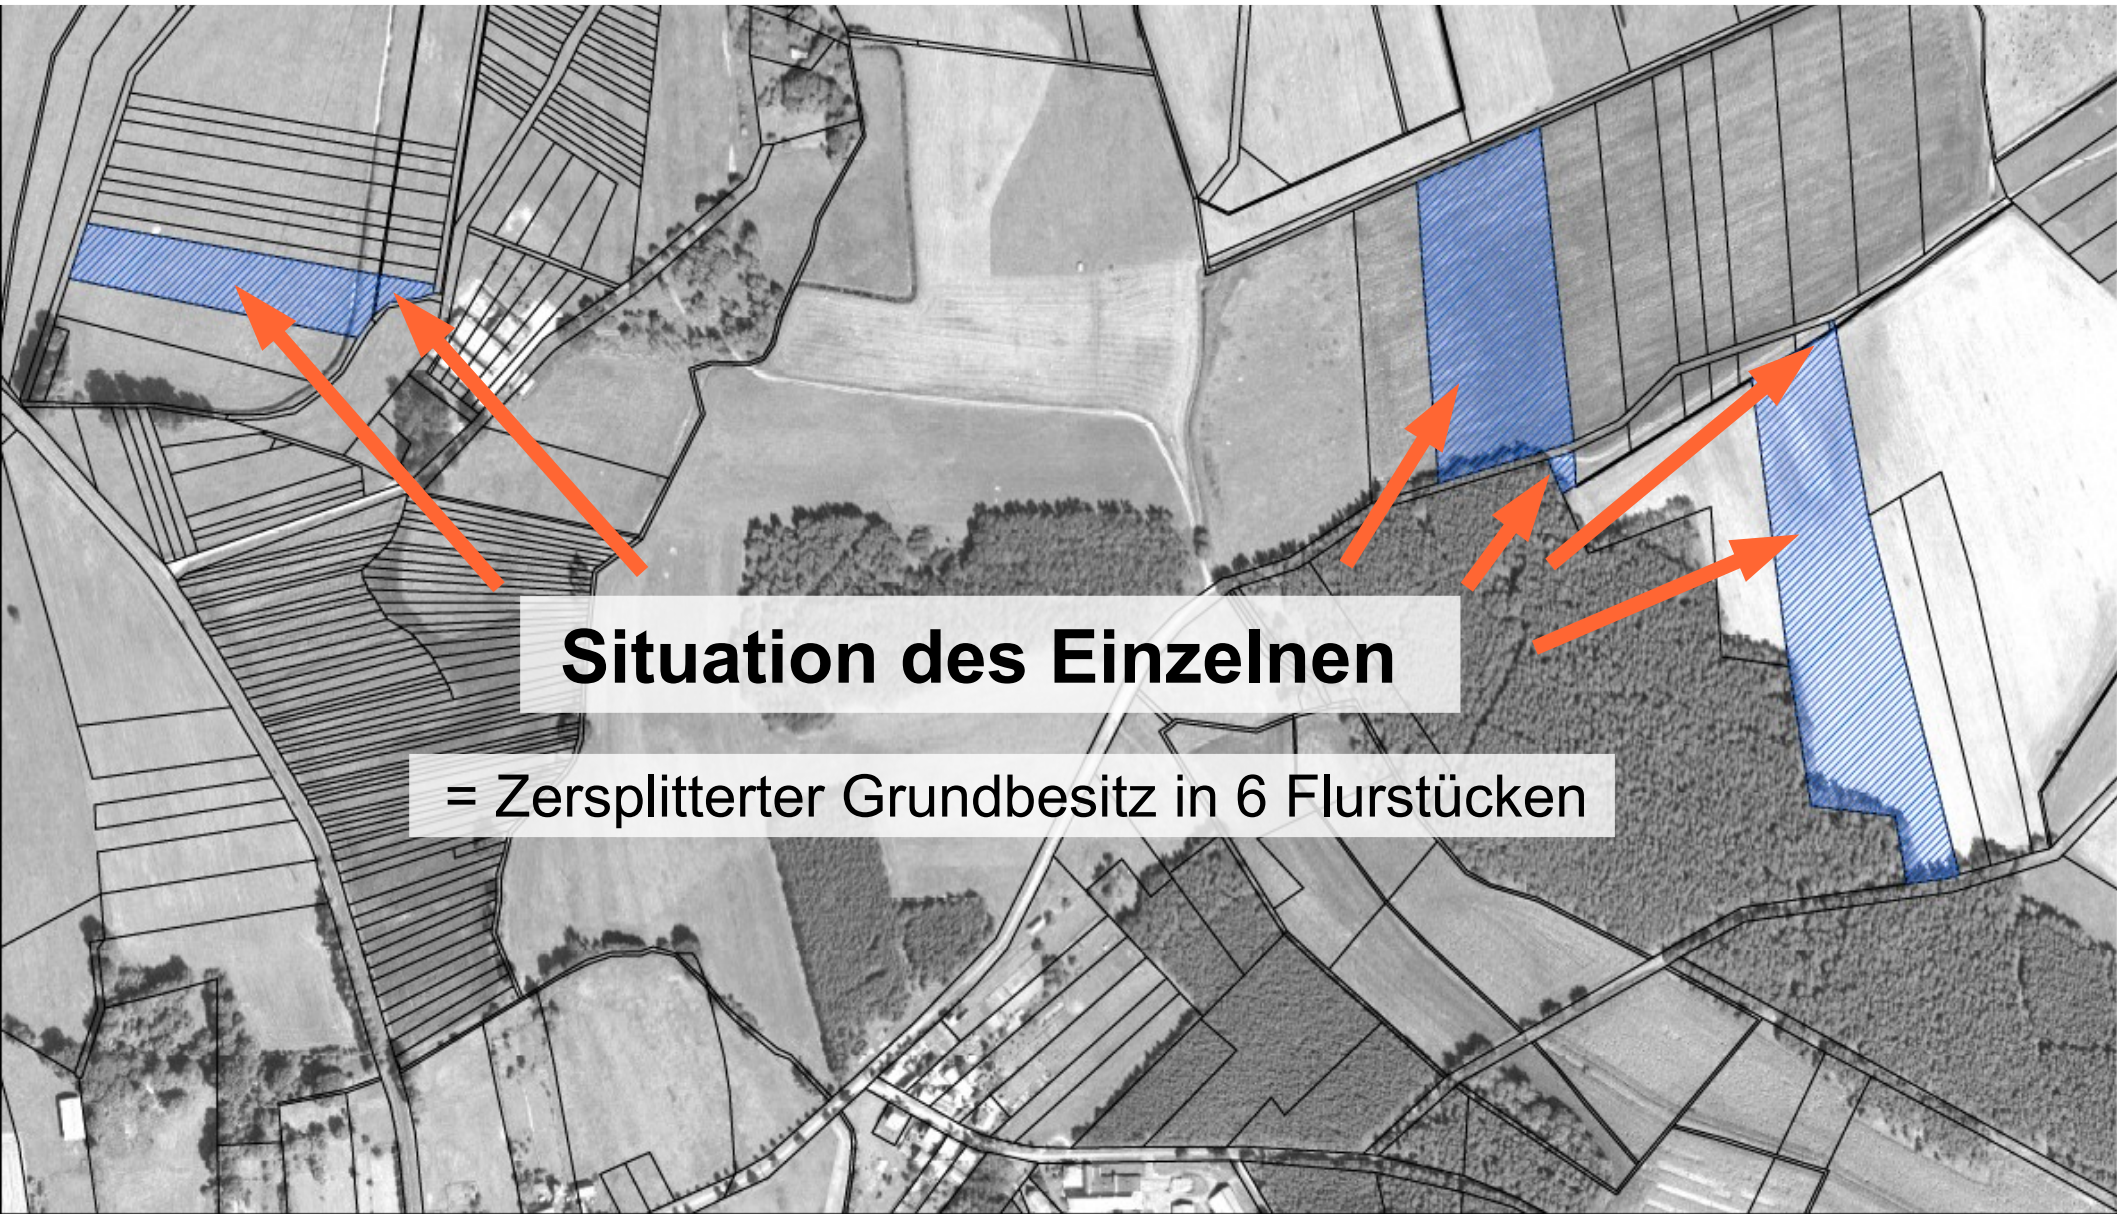 Situation des Einzelnen
= Zersplitterter Grundbesitz in 6 Flurstücken